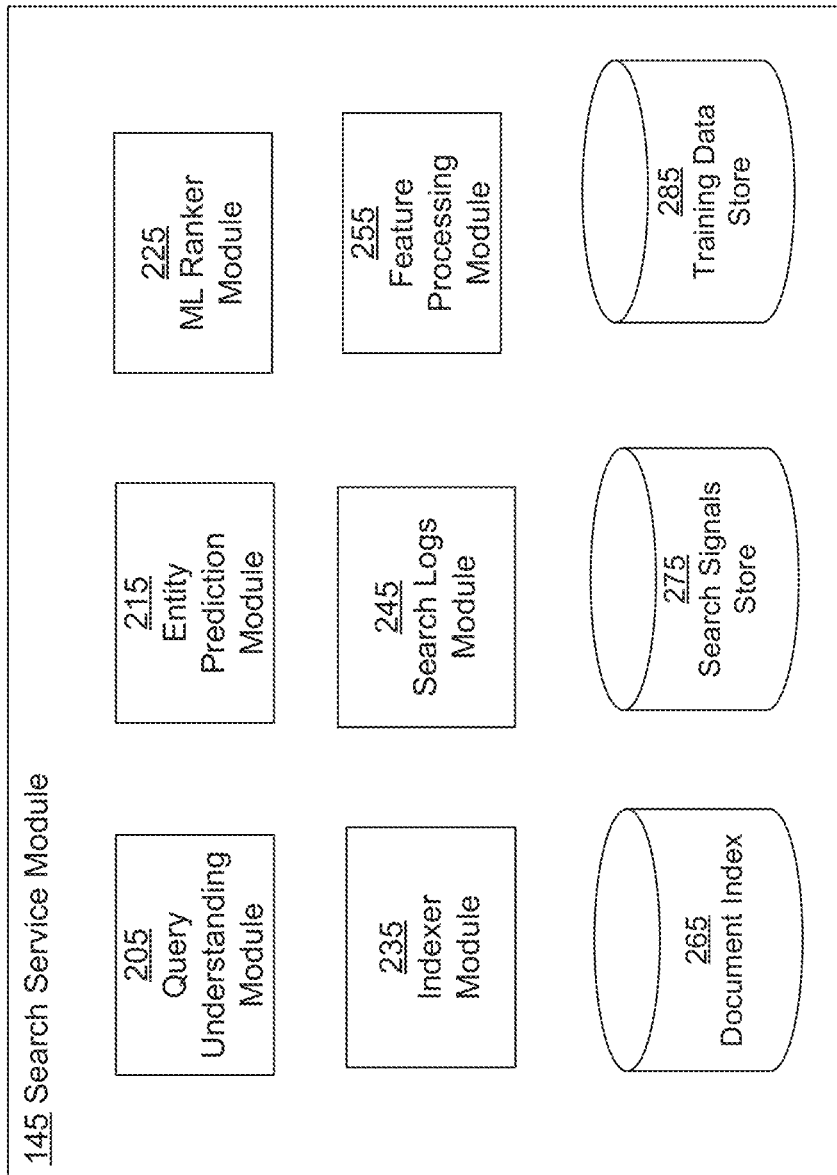 145 Search Service Module
205
Query
Understanding
Module
215
Entity
Prediction
Module
225
ML Ranker
Module
235
Indexer
Module
245
Search Logs
Module
255
Feature
Processing
Module
265
Document Index
275
Search Signals
Store
285
Training Data
Store